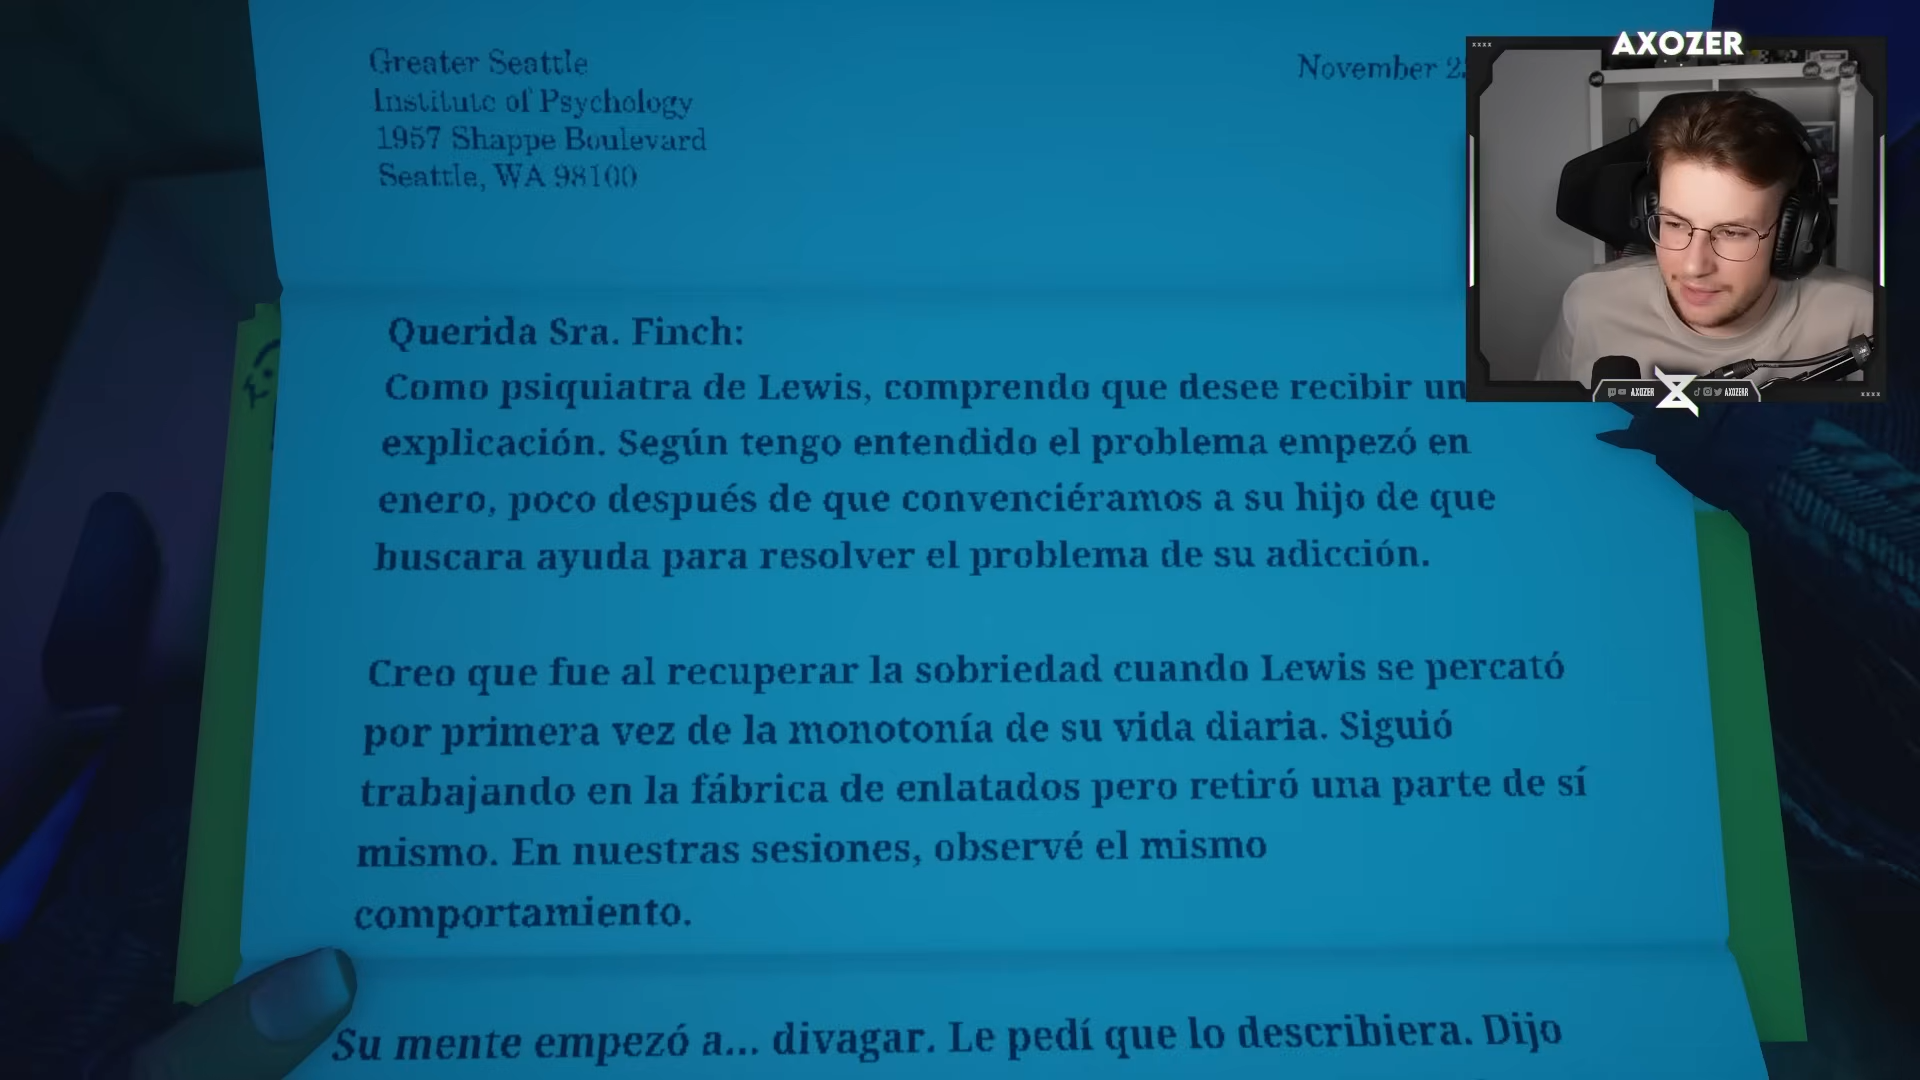 Greater Seattle
Institute of Psychology
1957 Shappe Boulevard
Seattle, WA 98100
November
AXOZER
Querida Sra. Finch:
Como psiquiatra de Lewis, comprendo que desee recibir
explicación. Según tengo entendido el problema empezó en
enero, poco después de que convenciéramos a su hijo de que
buscara ayuda para resolver el problema de su adicción.
Creo que fue al recuperar la sobriedad cuando Lewis se percató
por primera vez de la monotonía de su vida diaria. Siguió
trabajando en la fábrica de enlatados pero retiró una parte de sí
mismo. En nuestras sesiones, observé el mismo
comportamiento.
Su mente empezó a... divagar. Le pedí que lo describiera. Dijo
xxxx
AXOZER
AXOZERR
xxxx